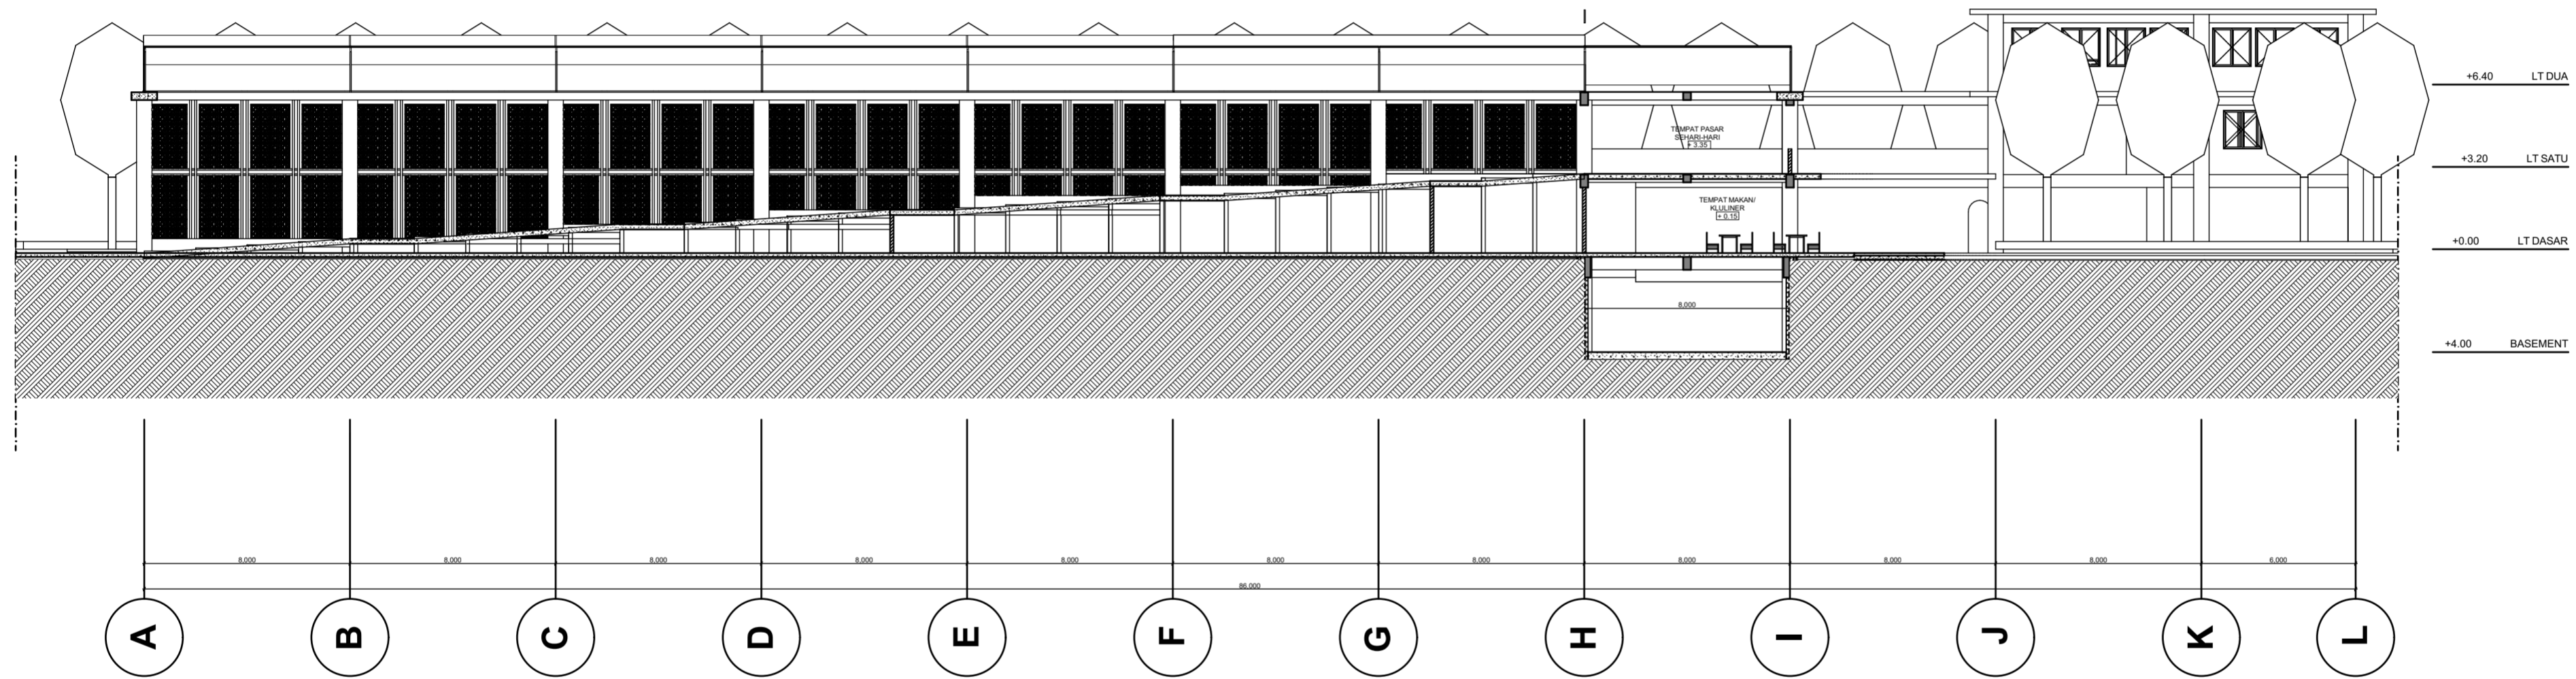 +6.40 LT DUA
TEMPAT PASAR
SEHARI-HARI
+ 3.35
+3.20 LT SATU
TEMPAT MAKAN/
KLULINER
+ 0.15
+0.00 LT DASAR
8,000
+4.00 BASEMENT
8,000 8,000 8,000 8,000 8,000 8,000 8,000 8,000 8,000 8,000 6,000
86,000
A B C D E F G H I J K L